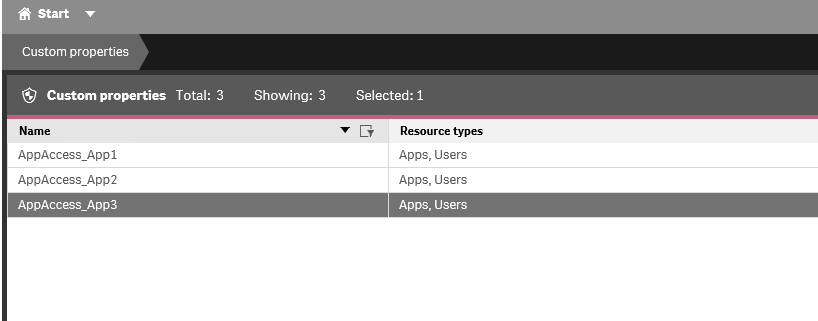 Start
Custom properties
Custom properties Total: 3 Showing: 3 Selected: 1
Name Resource types
AppAccess_App1 Apps, Users
AppAccess_App2 Apps, Users
AppAccess_App3 Apps, Users